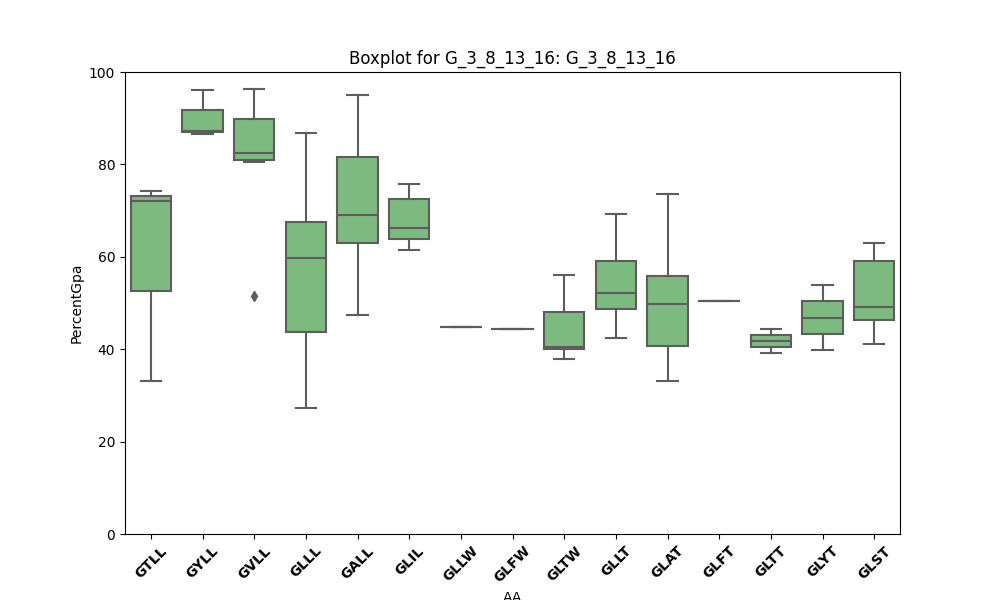 Boxplot for G_3_8_13_16: G_3_8_13_16
100
80
60
40
20
0
PercentGpa
GTLL
GYLL
GVLL
GLLL
GALL
GLIL
GLLW
GLFW
GLTW
GLLT
GLAT
GLFT
GLTT
GLYT
GLST
AA